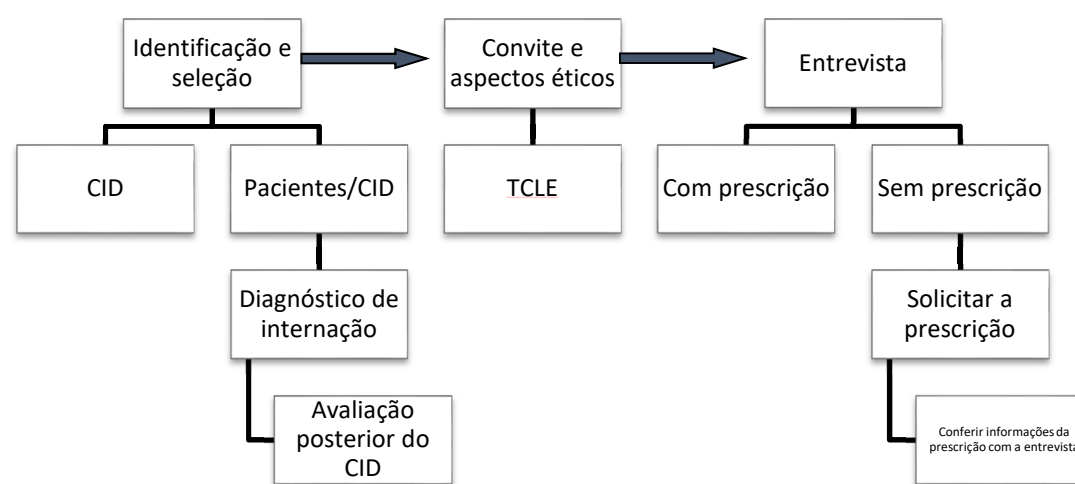 Identificação e
seleção
Convite e
aspectos éticos
Entrevista
CID
Pacientes/CID
TCLE
Com prescrição
Sem prescrição
Diagnóstico de
internação
Solicitar a
prescrição
Avaliação
posterior do
CID
Conferir informações da
prescrição com a entrevista